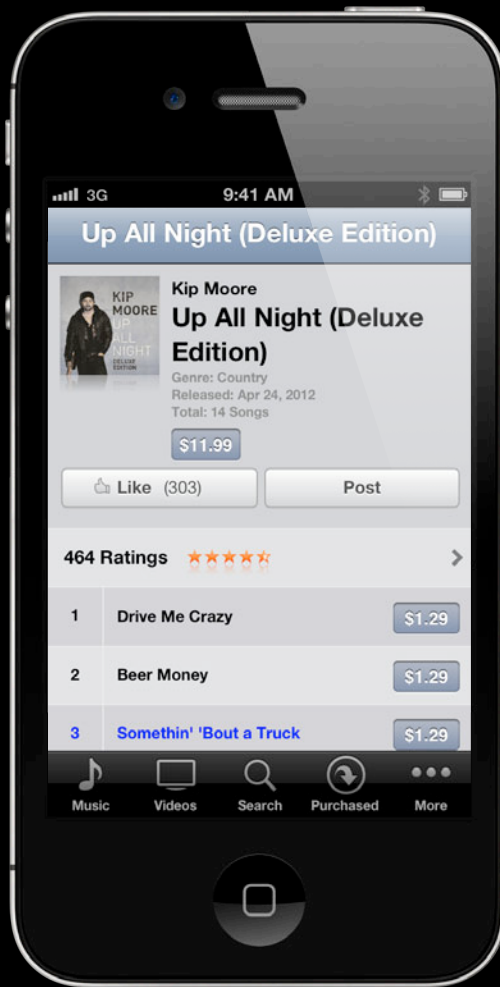 3G 9:41 AM
Up All Night (Deluxe Edition)
KIP
MOORE
UP
ALL
NIGHT
DELUXE
EDITION
Kip Moore
Up All Night (Deluxe
Edition)
Genre: Country
Released: Apr 24, 2012
Total: 14 Songs
$11.99
Like (303) Post
464 Ratings
1 Drive Me Crazy $1.29
2 Beer Money $1.29
3 Somethin' 'Bout a Truck $1.29
Music Videos Search Purchased More